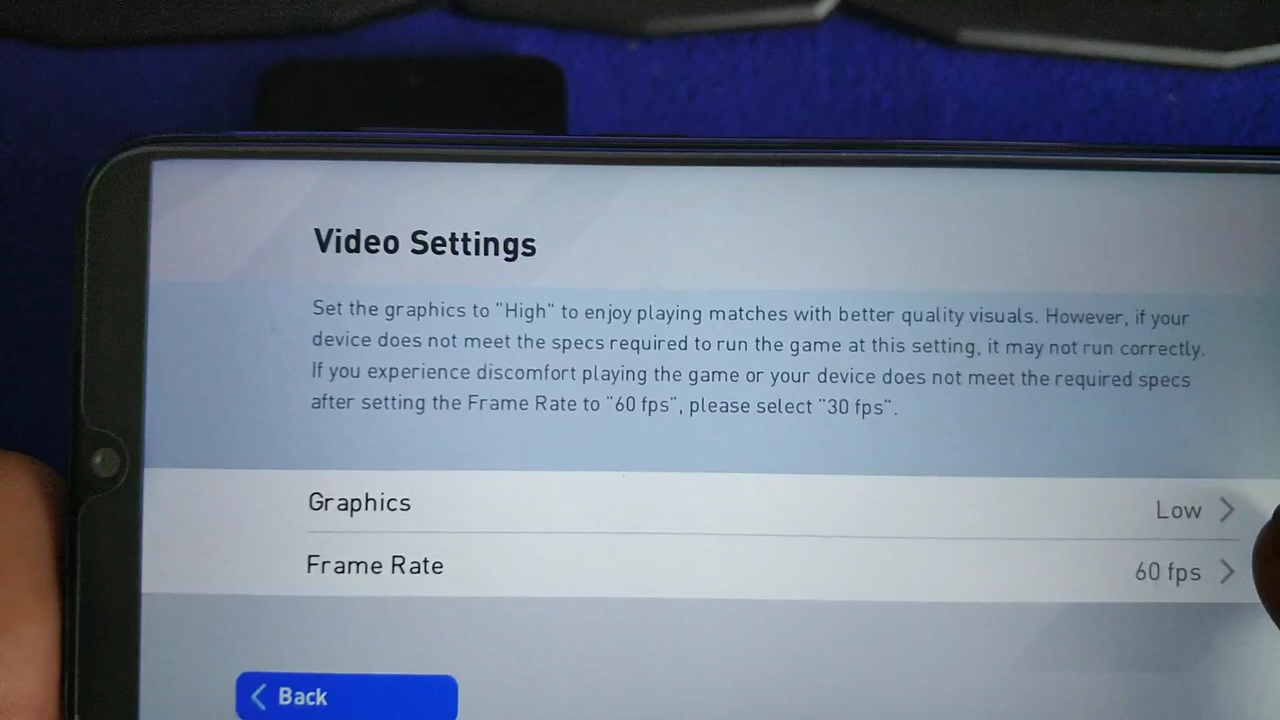 Video Settings
Set the graphics to "High" to enjoy playing matches with better quality visuals. However, if your
device does not meet the specs required to run the game at this setting, it may not run correctly.
If you experience discomfort playing the game or your device does not meet the required specs
after setting the Frame Rate to "60 fps", please select "30 fps".
Graphics Low
Frame Rate 60 fps
Back